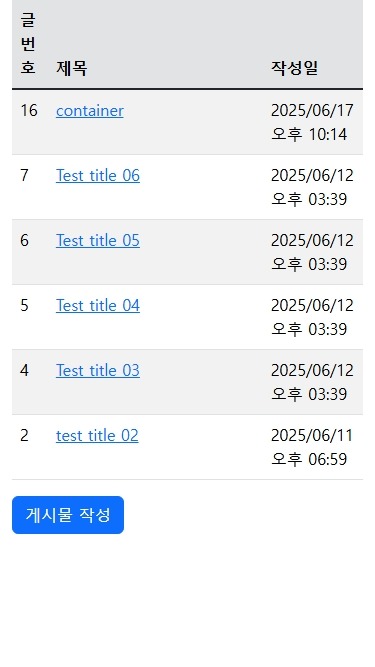 글
번
호 제목 작성일
16 container 2025/06/17
오후 10:14
7 Test title 06 2025/06/12
오후 03:39
6 Test title 05 2025/06/12
오후 03:39
5 Test title 04 2025/06/12
오후 03:39
4 Test title 03 2025/06/12
오후 03:39
2 test title 02 2025/06/11
오후 06:59
게시물 작성